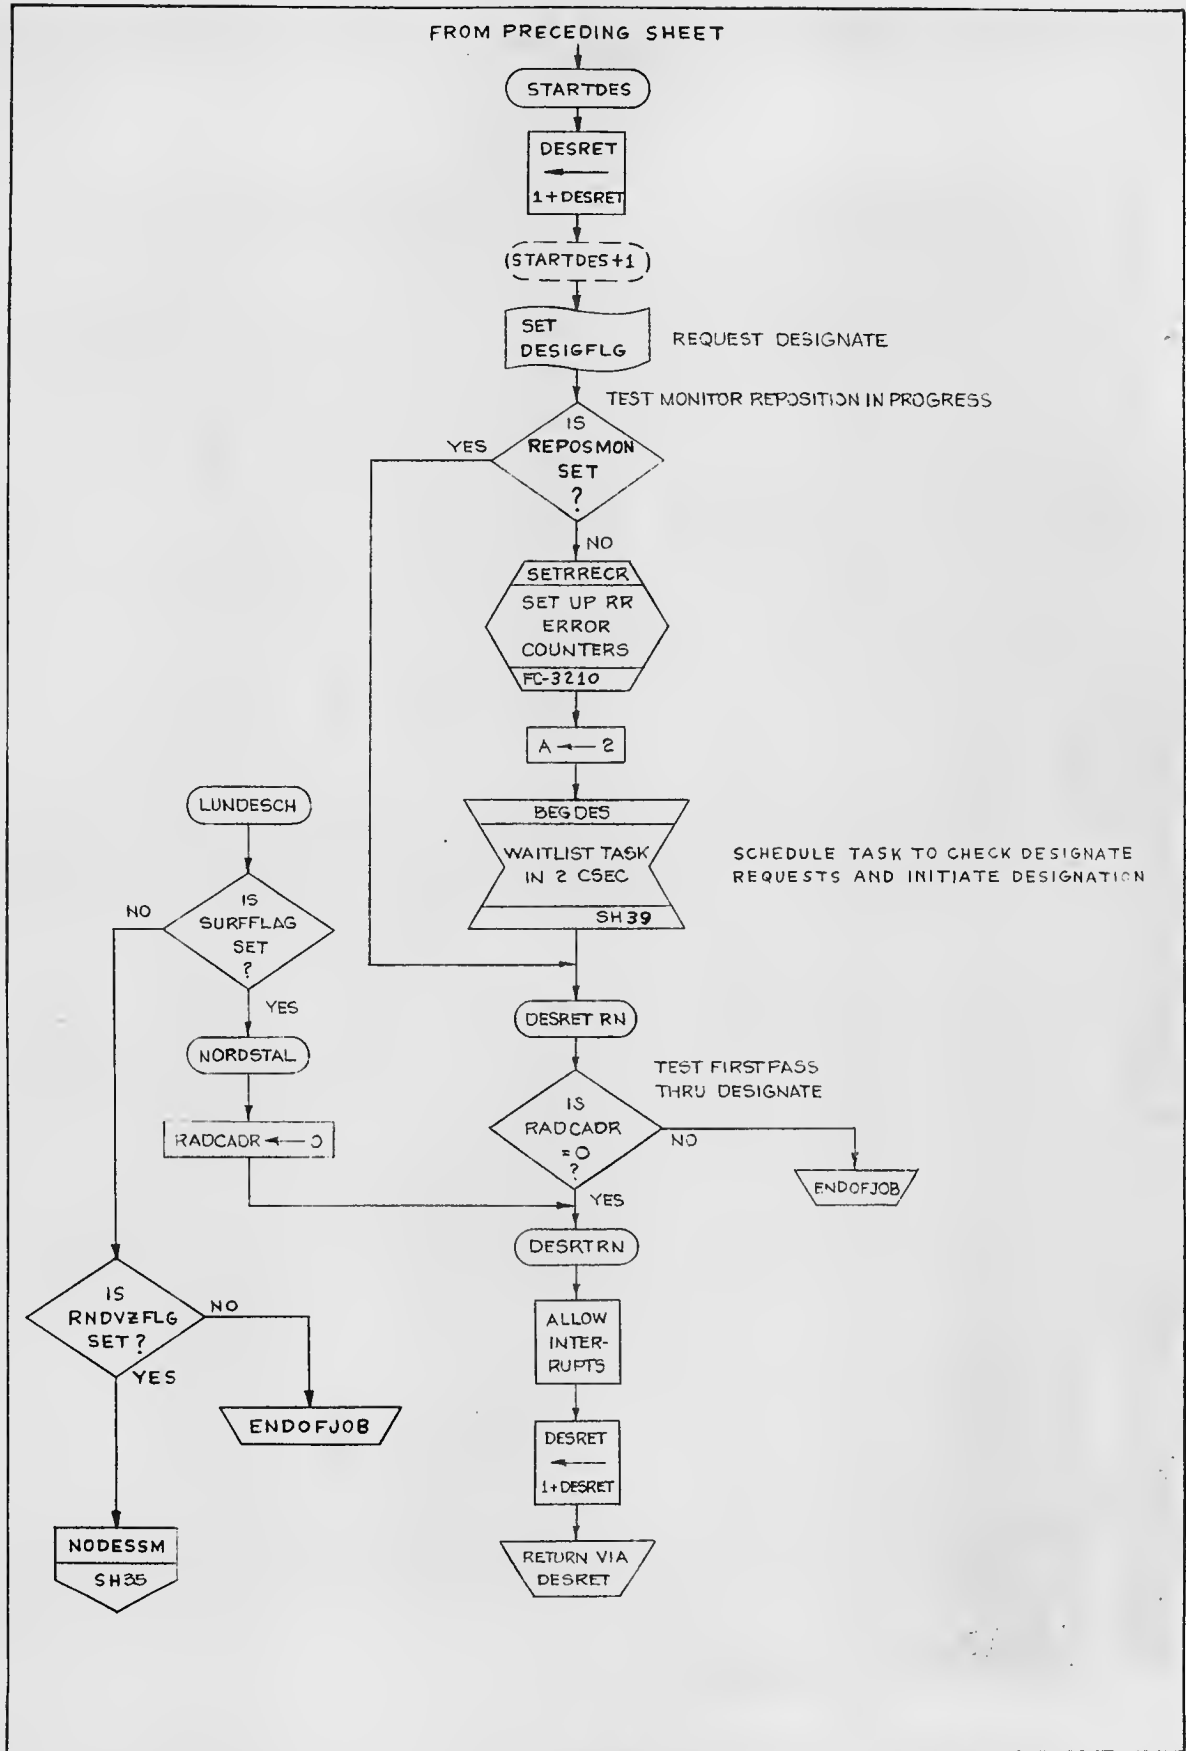 FROM PRECEDING SHEET
STARTDES
DESRET
←
1+DESRET
(STARTDES+1)
SET
DESIGFLG
REQUEST DESIGNATE
TEST MONITOR REPOSITION IN PROGRESS
IS
REPOSMON
SET
?
YES
NO
SETRRECR
SET UP RR
ERROR
COUNTERS
FC-3210
A ← 2
BEGDES
WAITLIST TASK
IN 2 CSEC
SH39
SCHEDULE TASK TO CHECK DESIGNATE
REQUESTS AND INITIATE DESIGNATION
LUNDESCH
IS
SURFFLAG
SET
?
NO
YES
NORDSTAL
RADCADR ← 0
DESRET RN
TEST FIRST PASS
THRU DESIGNATE
IS
RADCADR
=0
?
NO
YES
ENDOFJOB
DESRTRN
IS
RNDVZFLG
SET?
NO
YES
ENDOFJOB
NODESSM
SH35
ALLOW
INTER-
RUPTS
DESRET
←
1+DESRET
RETURN VIA
DESRET